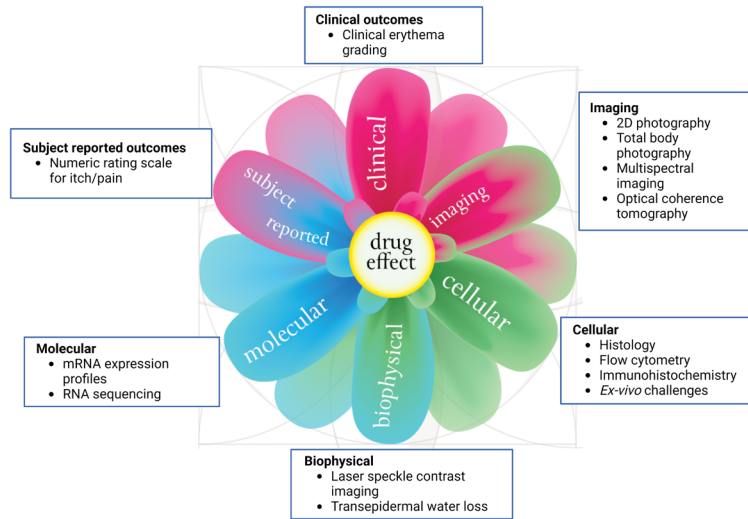 Clinical outcomes
• Clinical erythema
grading
Imaging
• 2D photography
• Total body
photography
• Multispectral
imaging
• Optical coherence
tomography
Subject reported outcomes
• Numeric rating scale
for itch/pain
clinical
imaging
subject
reported
drug
effect
molecular
cellular
biophysical
Molecular
• mRNA expression
profiles
• RNA sequencing
Cellular
• Histology
• Flow cytometry
• Immunohistochemistry
• Ex-vivo challenges
Biophysical
• Laser speckle contrast
imaging
• Transepidermal water loss